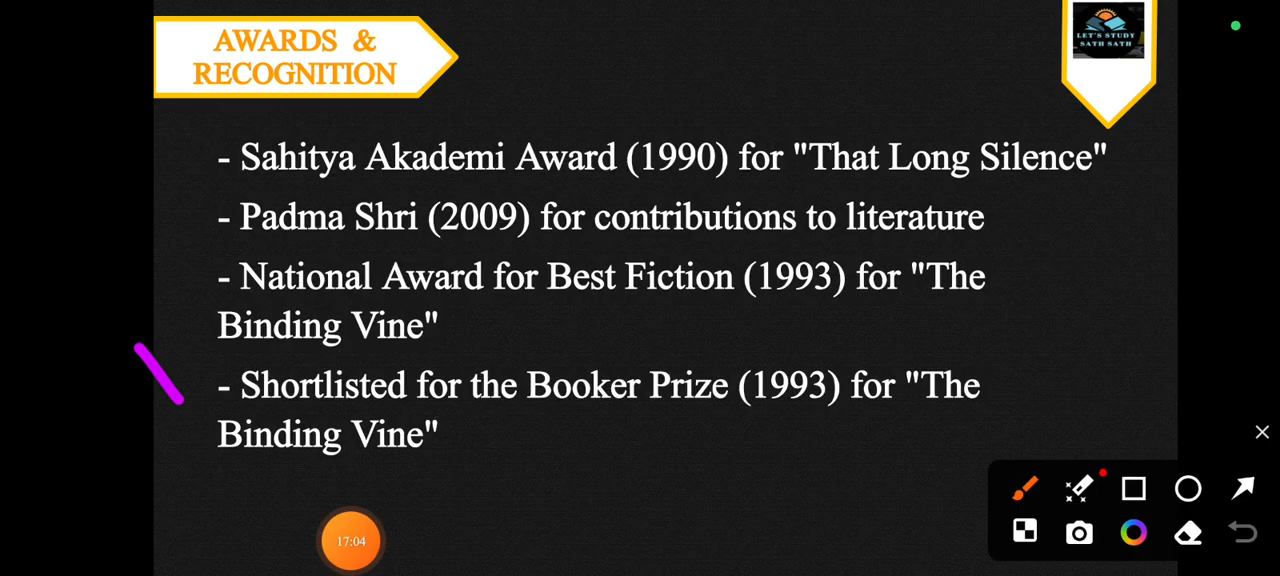 AWARDS &
RECOGNITION
LET'S STUDY
SATH SATH
- Sahitya Akademi Award (1990) for "That Long Silence"
- Padma Shri (2009) for contributions to literature
- National Award for Best Fiction (1993) for "The
Binding Vine"
- Shortlisted for the Booker Prize (1993) for "The
Binding Vine"
17:04